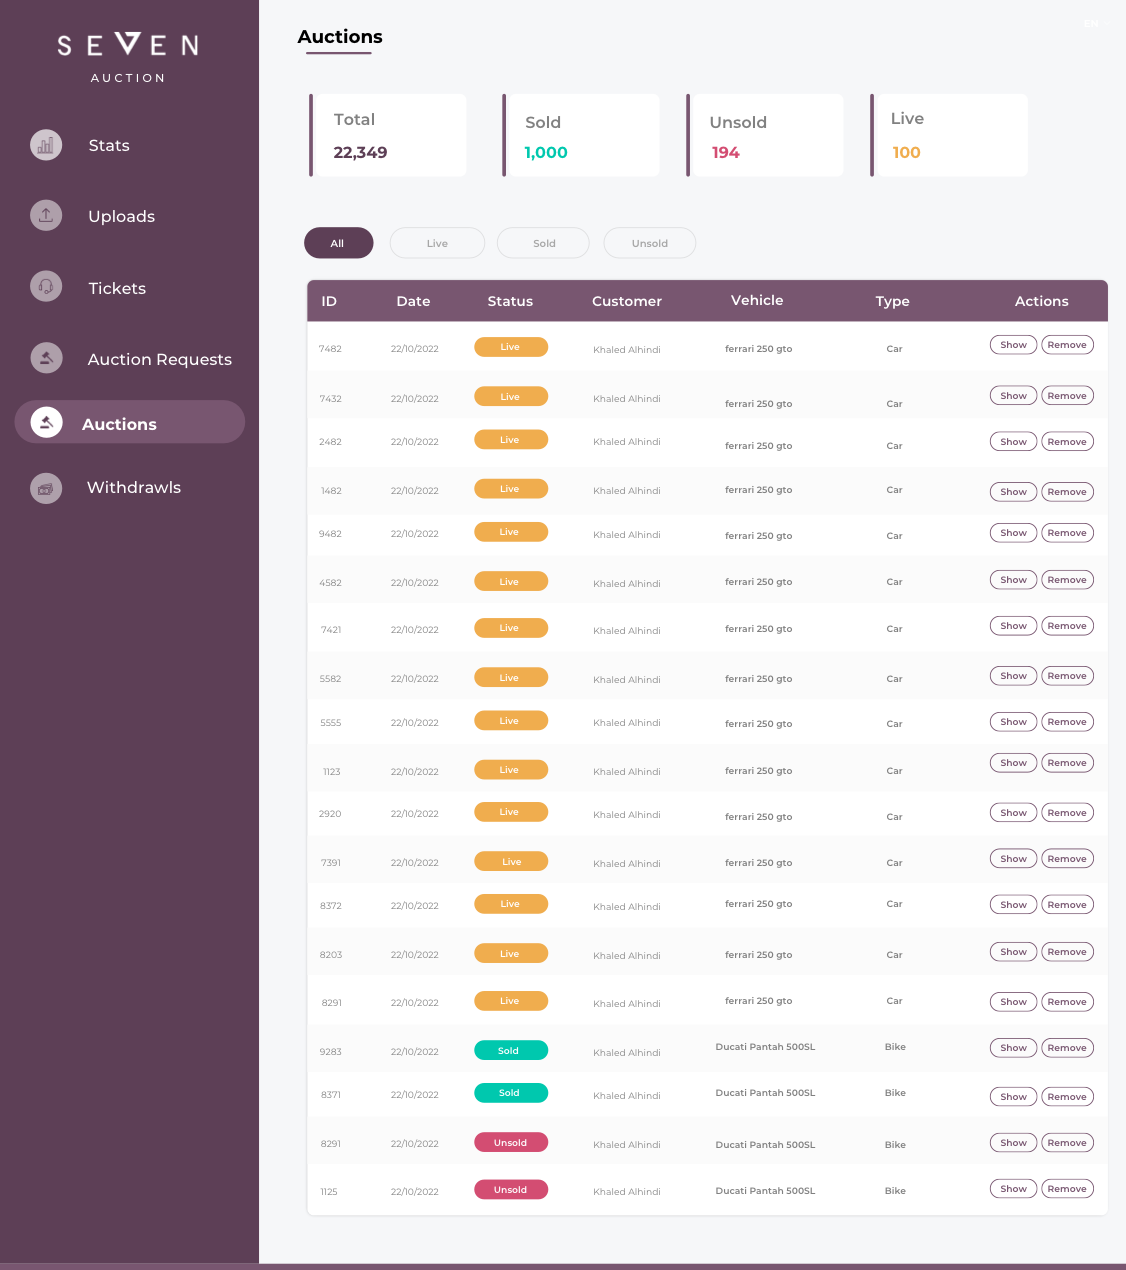 SEVEN
AUCTION
Stats
Uploads
Tickets
Auction Requests
Auctions
Withdrawls
EN
Auctions
Total
22,349
Sold
1,000
Unsold
194
Live
100
All Live Sold Unsold
ID Date Status Customer Vehicle Type Actions
7482 22/10/2022 Live Khaled Alhindi ferrari 250 gto Car Show Remove
7432 22/10/2022 Live Khaled Alhindi ferrari 250 gto Car Show Remove
2482 22/10/2022 Live Khaled Alhindi ferrari 250 gto Car Show Remove
1482 22/10/2022 Live Khaled Alhindi ferrari 250 gto Car Show Remove
9482 22/10/2022 Live Khaled Alhindi ferrari 250 gto Car Show Remove
4582 22/10/2022 Live Khaled Alhindi ferrari 250 gto Car Show Remove
7421 22/10/2022 Live Khaled Alhindi ferrari 250 gto Car Show Remove
5582 22/10/2022 Live Khaled Alhindi ferrari 250 gto Car Show Remove
5555 22/10/2022 Live Khaled Alhindi ferrari 250 gto Car Show Remove
1123 22/10/2022 Live Khaled Alhindi ferrari 250 gto Car Show Remove
2920 22/10/2022 Live Khaled Alhindi ferrari 250 gto Car Show Remove
7391 22/10/2022 Live Khaled Alhindi ferrari 250 gto Car Show Remove
8372 22/10/2022 Live Khaled Alhindi ferrari 250 gto Car Show Remove
8203 22/10/2022 Live Khaled Alhindi ferrari 250 gto Car Show Remove
8291 22/10/2022 Live Khaled Alhindi ferrari 250 gto Car Show Remove
9283 22/10/2022 Sold Khaled Alhindi Ducati Pantah 500SL Bike Show Remove
8371 22/10/2022 Sold Khaled Alhindi Ducati Pantah 500SL Bike Show Remove
8291 22/10/2022 Unsold Khaled Alhindi Ducati Pantah 500SL Bike Show Remove
1125 22/10/2022 Unsold Khaled Alhindi Ducati Pantah 500SL Bike Show Remove